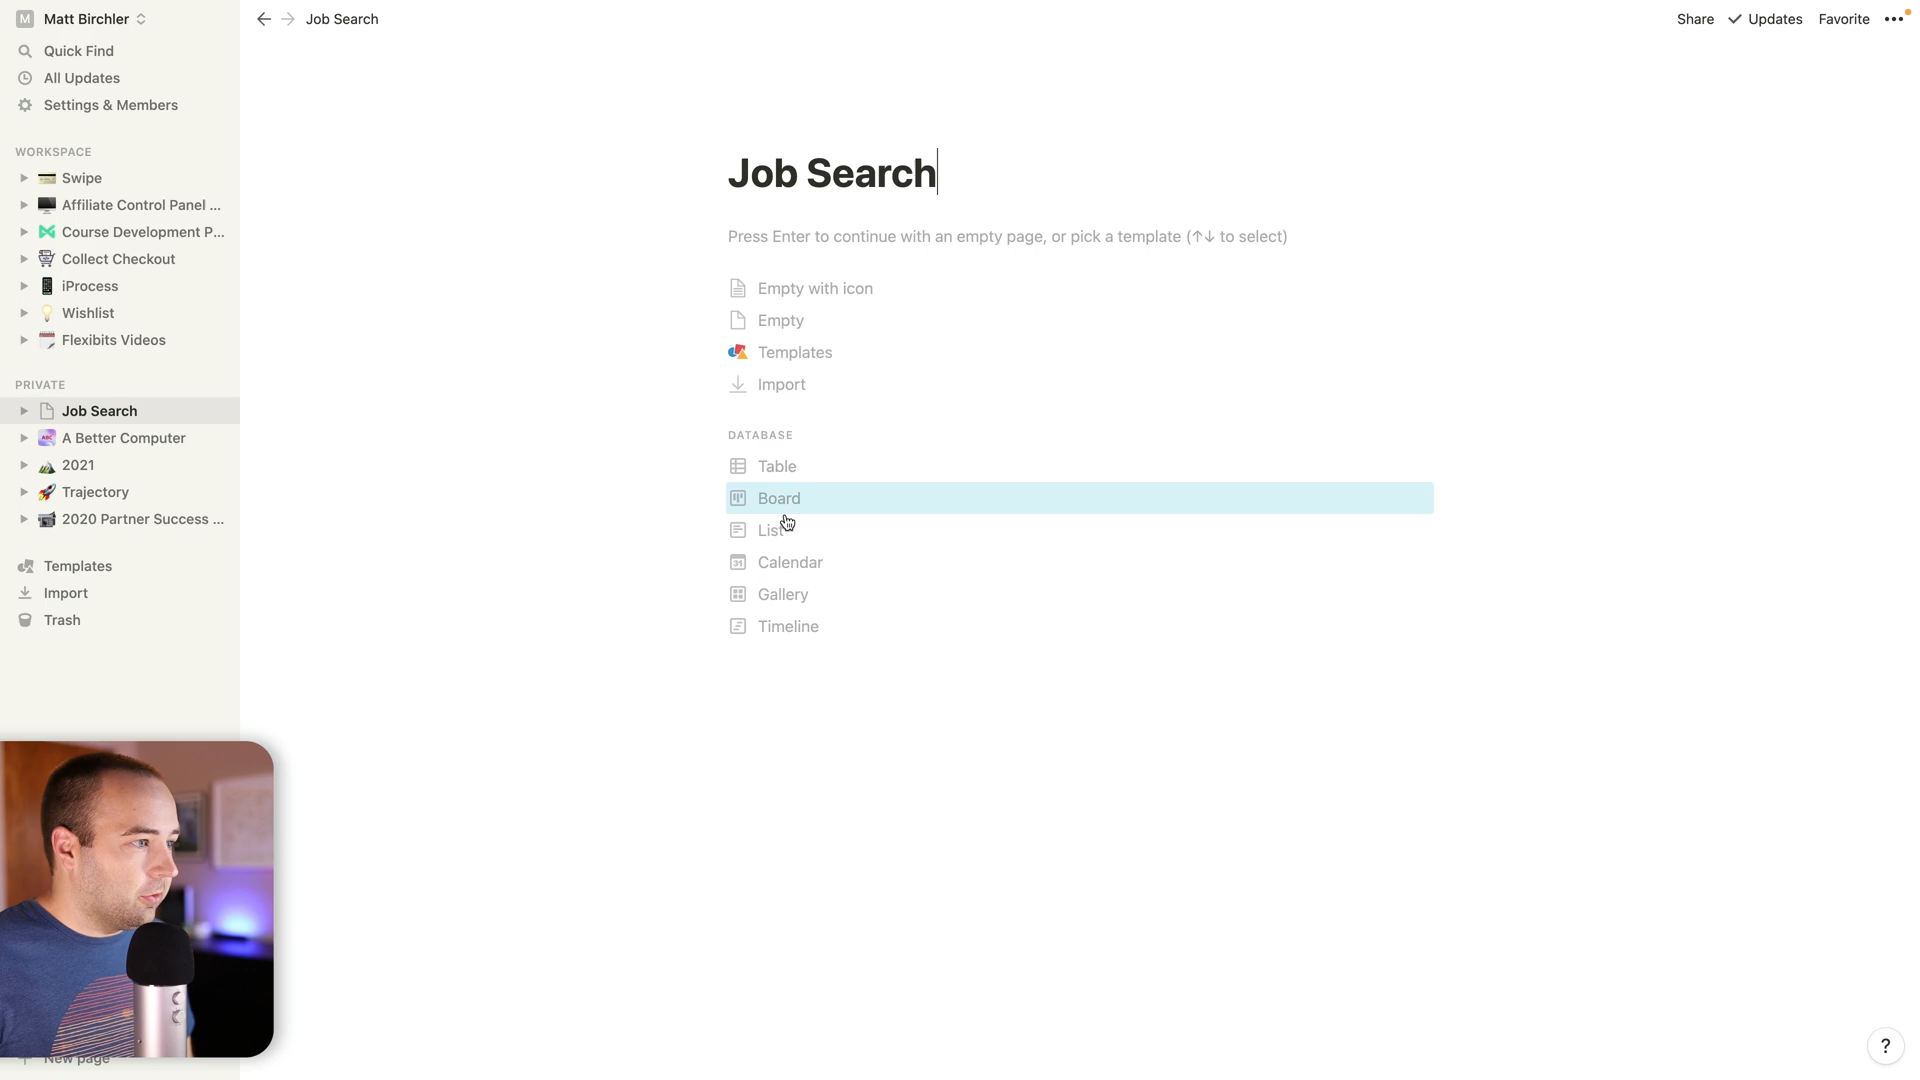 M Matt Birchler
Quick Find
All Updates
Settings & Members
WORKSPACE
Swipe
Affiliate Control Panel ...
Course Development P...
Collect Checkout
iProcess
Wishlist
Flexibits Videos
PRIVATE
Job Search
A Better Computer
2021
Trajectory
2020 Partner Success ...
Templates
Import
Trash
New page
Job Search
Share
Updates
Favorite
Job Search
Press Enter to continue with an empty page, or pick a template (↑↓ to select)
Empty with icon
Empty
Templates
Import
DATABASE
Table
Board
List
Calendar
Gallery
Timeline
?